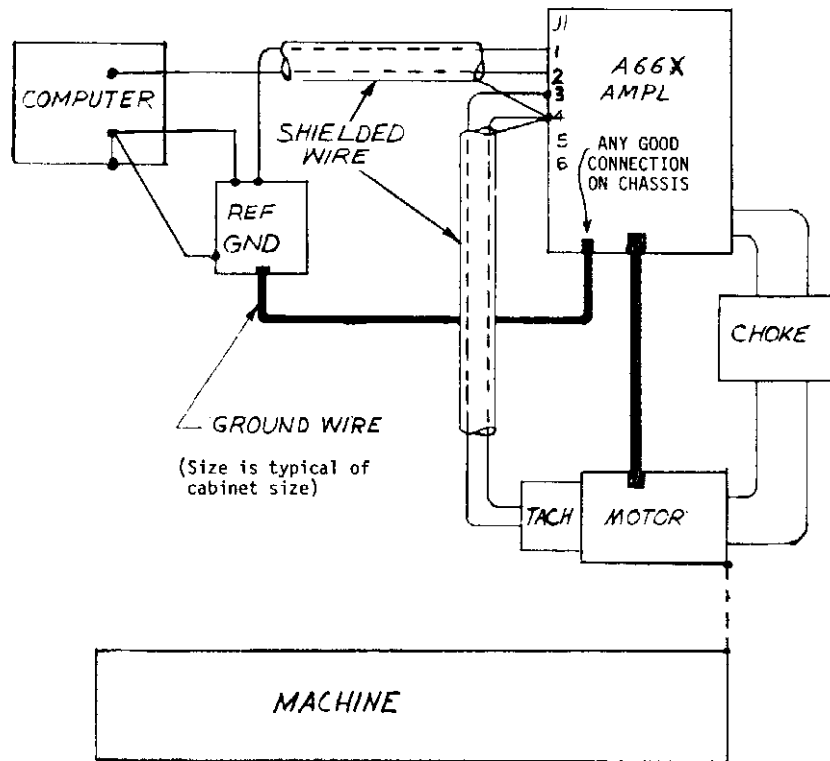 J1
1
2
3
4
5
6
A66X
AMPL
COMPUTER
SHIELDED
WIRE
ANY GOOD
CONNECTION
ON CHASSIS
REF
GND
CHOKE
GROUND WIRE
(Size is typical of
cabinet size)
TACH
MOTOR
MACHINE